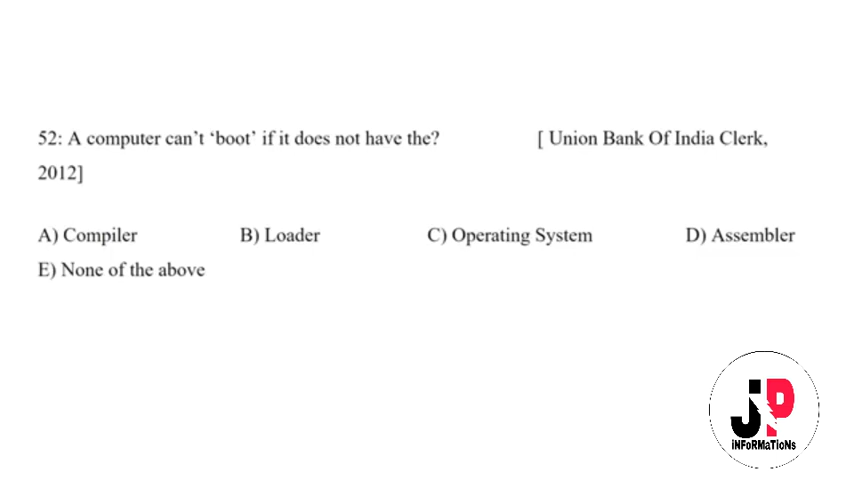 52: A computer can't 'boot' if it does not have the? [ Union Bank Of India Clerk,
2012]
A) Compiler B) Loader C) Operating System D) Assembler
E) None of the above
JP
iNFoRMaTioNs